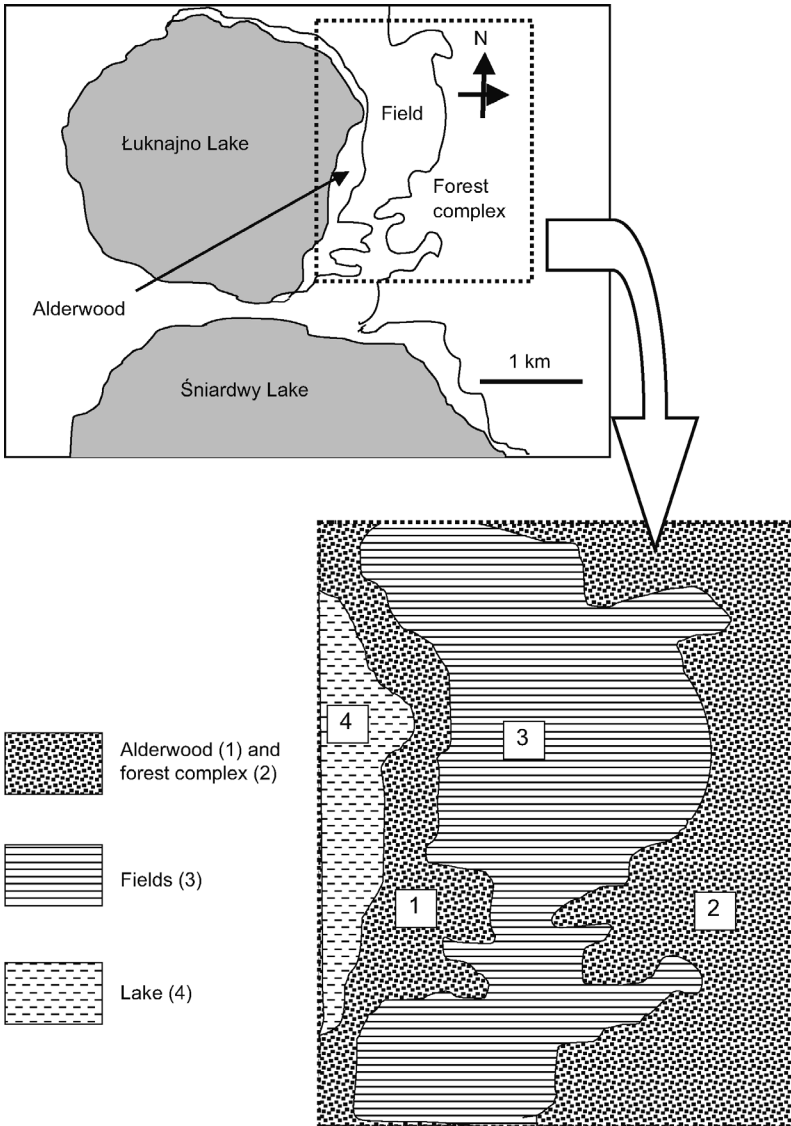 N
Field
Łuknajno Lake
Forest
complex
Alderwood
1 km
Śniardwy Lake
4
3
Alderwood (1) and
forest complex (2)
Fields (3)
1
2
Lake (4)